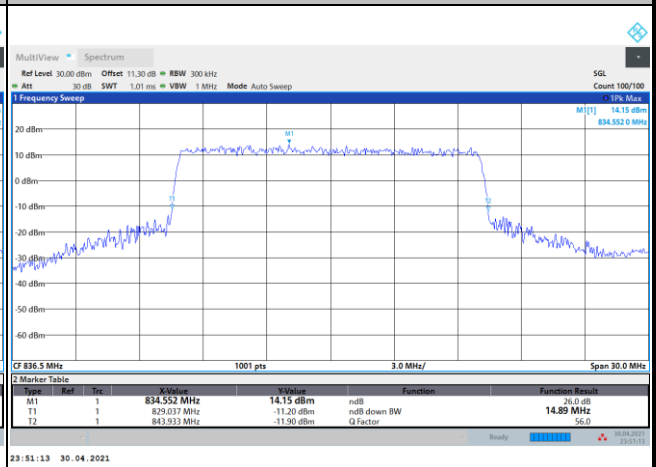 MultiView Spectrum
Ref Level 30.00 dBm Offset 11.30 dB RBW 300 kHz SGL
Att 30 dB SWT 1.01 ms VBW 1 MHz Mode Auto Sweep Count 100/100
1 Frequency Sweep 1Pk Max
M1[1] 14.15 dBm
834.552 0 MHz
M1
20 dBm
10 dBm
0 dBm
T1
T2
-10 dBm
-20 dBm
-30 dBm
-40 dBm
-50 dBm
-60 dBm
CF 836.5 MHz 1001 pts 3.0 MHz/ Span 30.0 MHz
2 Marker Table
Type Ref Trc X-Value Y-Value Function Function Result
M1 1 834.552 MHz 14.15 dBm ndB 26.0 dB
T1 1 829.037 MHz -11.20 dBm ndB down BW 14.89 MHz
T2 1 843.933 MHz -11.90 dBm Q Factor 56.0
Ready 30.04.2021
23:51:13
23:51:13 30.04.2021